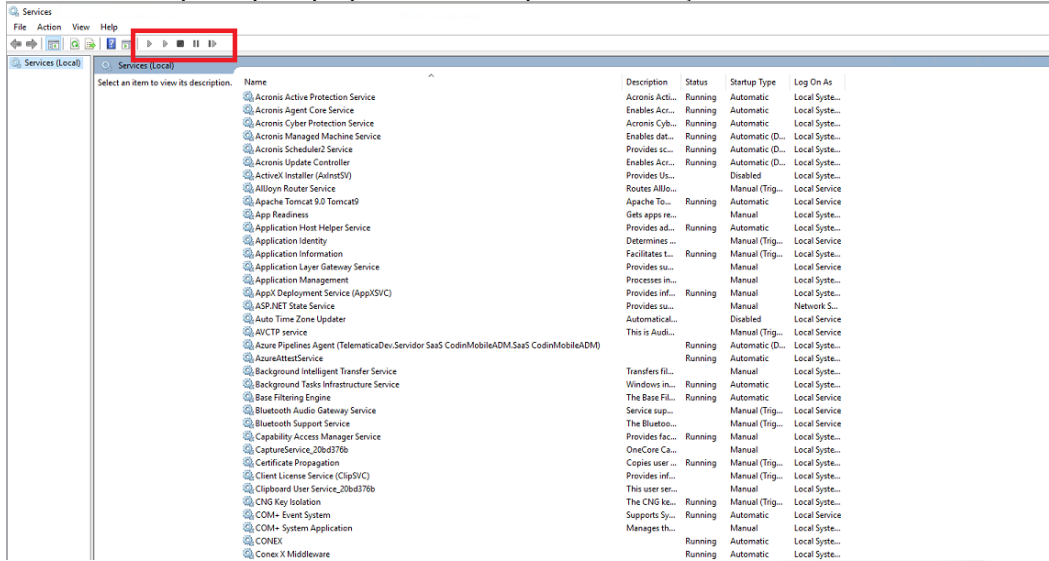 Services
File Action View Help
Services (Local)
Services (Local)
Select an item to view its description.
Name Description Status Startup Type Log On As
Acronis Active Protection Service Acronis Acti... Running Automatic Local Syste...
Acronis Agent Core Service Enables Acr... Running Automatic Local Syste...
Acronis Cyber Protection Service Acronis Cyb... Running Automatic Local Syste...
Acronis Managed Machine Service Enables dat... Running Automatic (D... Local Syste...
Acronis Scheduler2 Service Provides sc... Running Automatic (D... Local Syste...
Acronis Update Controller Enables Acr... Running Automatic (D... Local Syste...
ActiveX Installer (AxInstSV) Provides Us... Disabled Local Syste...
AllJoyn Router Service Routes AllJo... Manual (Trig... Local Service
Apache Tomcat 9.0 Tomcat9 Apache To... Running Automatic Local Service
App Readiness Gets apps re... Manual Local Syste...
Application Host Helper Service Provides ad... Running Automatic Local Syste...
Application Identity Determines ... Manual (Trig... Local Service
Application Information Facilitates t... Running Manual (Trig... Local Syste...
Application Layer Gateway Service Provides su... Manual Local Service
Application Management Processes in... Manual Local Syste...
AppX Deployment Service (AppXSVC) Provides inf... Running Manual Local Syste...
ASP.NET State Service Provides su... Manual Network S...
Auto Time Zone Updater Automatical... Disabled Local Service
AVCTP service This is Audi... Manual (Trig... Local Service
Azure Pipelines Agent (TelematicaDev.Servidor SaaS CodinMobileADM.SaaS CodinMobileADM) Running Automatic (D... Local Syste...
AzureAttestService Running Automatic Local Syste...
Background Intelligent Transfer Service Transfers fil... Manual Local Syste...
Background Tasks Infrastructure Service Windows in... Running Automatic Local Syste...
Base Filtering Engine The Base Fil... Running Automatic Local Service
Bluetooth Audio Gateway Service Service sup... Manual (Trig... Local Service
Bluetooth Support Service The Bluetoo... Manual (Trig... Local Service
Capability Access Manager Service Provides fac... Running Manual Local Syste...
CaptureService_20bd376b OneCore Ca... Manual Local Syste...
Certificate Propagation Copies user ... Running Manual (Trig... Local Syste...
Client License Service (ClipSVC) Provides inf... Manual (Trig... Local Syste...
Clipboard User Service_20bd376b This user ser... Manual Local Syste...
CNG Key Isolation The CNG ke... Running Manual (Trig... Local Syste...
COM+ Event System Supports Sy... Running Automatic Local Service
COM+ System Application Manages th... Manual Local Syste...
CONEX Running Automatic Local Syste...
Conex X Middleware Running Automatic Local Syste...